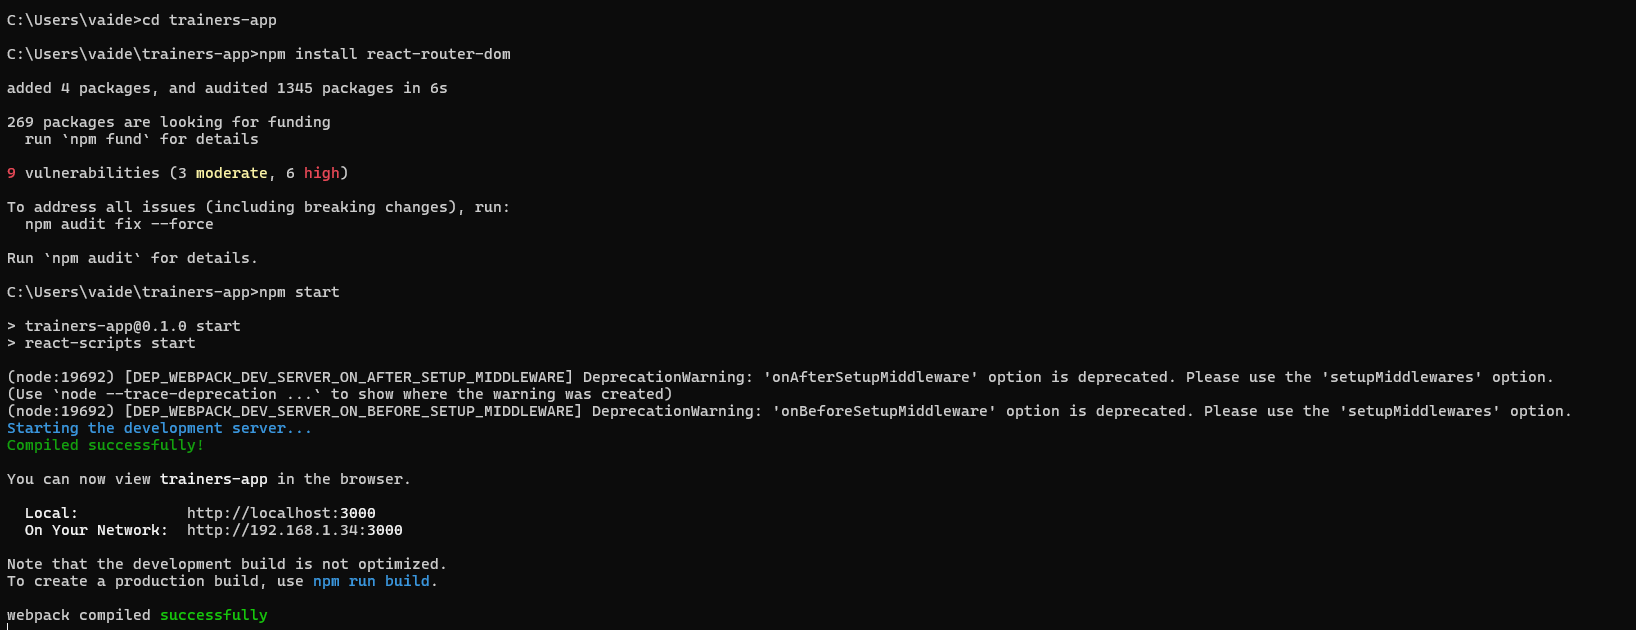 C:\Users\vaide>cd trainers-app
C:\Users\vaide\trainers-app>npm install react-router-dom
added 4 packages, and audited 1345 packages in 6s
269 packages are looking for funding
  run `npm fund` for details
9 vulnerabilities (3 moderate, 6 high)
To address all issues (including breaking changes), run:
  npm audit fix --force
Run `npm audit` for details.
C:\Users\vaide\trainers-app>npm start
> trainers-app@0.1.0 start
> react-scripts start
(node:19692) [DEP_WEBPACK_DEV_SERVER_ON_AFTER_SETUP_MIDDLEWARE] DeprecationWarning: 'onAfterSetupMiddleware' option is deprecated. Please use the 'setupMiddlewares' option.
(Use `node --trace-deprecation ...` to show where the warning was created)
(node:19692) [DEP_WEBPACK_DEV_SERVER_ON_BEFORE_SETUP_MIDDLEWARE] DeprecationWarning: 'onBeforeSetupMiddleware' option is deprecated. Please use the 'setupMiddlewares' option.
Starting the development server...
Compiled successfully!
You can now view trainers-app in the browser.
  Local:            http://localhost:3000
  On Your Network:  http://192.168.1.34:3000
Note that the development build is not optimized.
To create a production build, use npm run build.
webpack compiled successfully